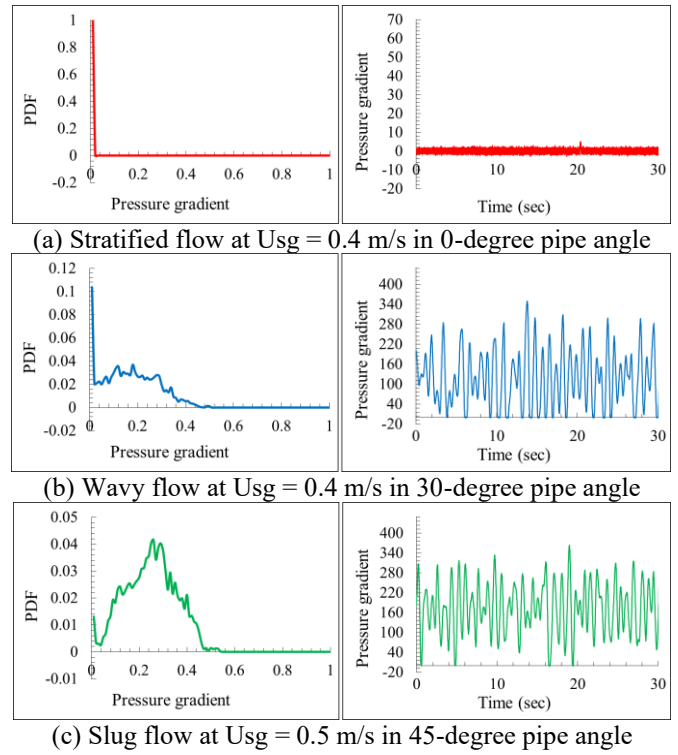 PDF
1
0.8
0.6
0.4
0.2
0
-0.2
0 0.2 0.4 0.6 0.8 1
Pressure gradient
Pressure gradient
70
60
50
40
30
20
10
0
-10
-20
0 10 20 30
Time (sec)
(a) Stratified flow at Usg = 0.4 m/s in 0-degree pipe angle
PDF
0.12
0.1
0.08
0.06
0.04
0.02
0
-0.02
0 0.2 0.4 0.6 0.8 1
Pressure gradient
Pressure gradient
400
340
280
220
160
100
40
-20
0 10 20 30
Time (sec)
(b) Wavy flow at Usg = 0.4 m/s in 30-degree pipe angle
PDF
0.05
0.04
0.03
0.02
0.01
0
-0.01
0 0.2 0.4 0.6 0.8 1
Pressure gradient
Pressure gradient
400
340
280
220
160
100
40
-20
0 10 20 30
Time (sec)
(c) Slug flow at Usg = 0.5 m/s in 45-degree pipe angle